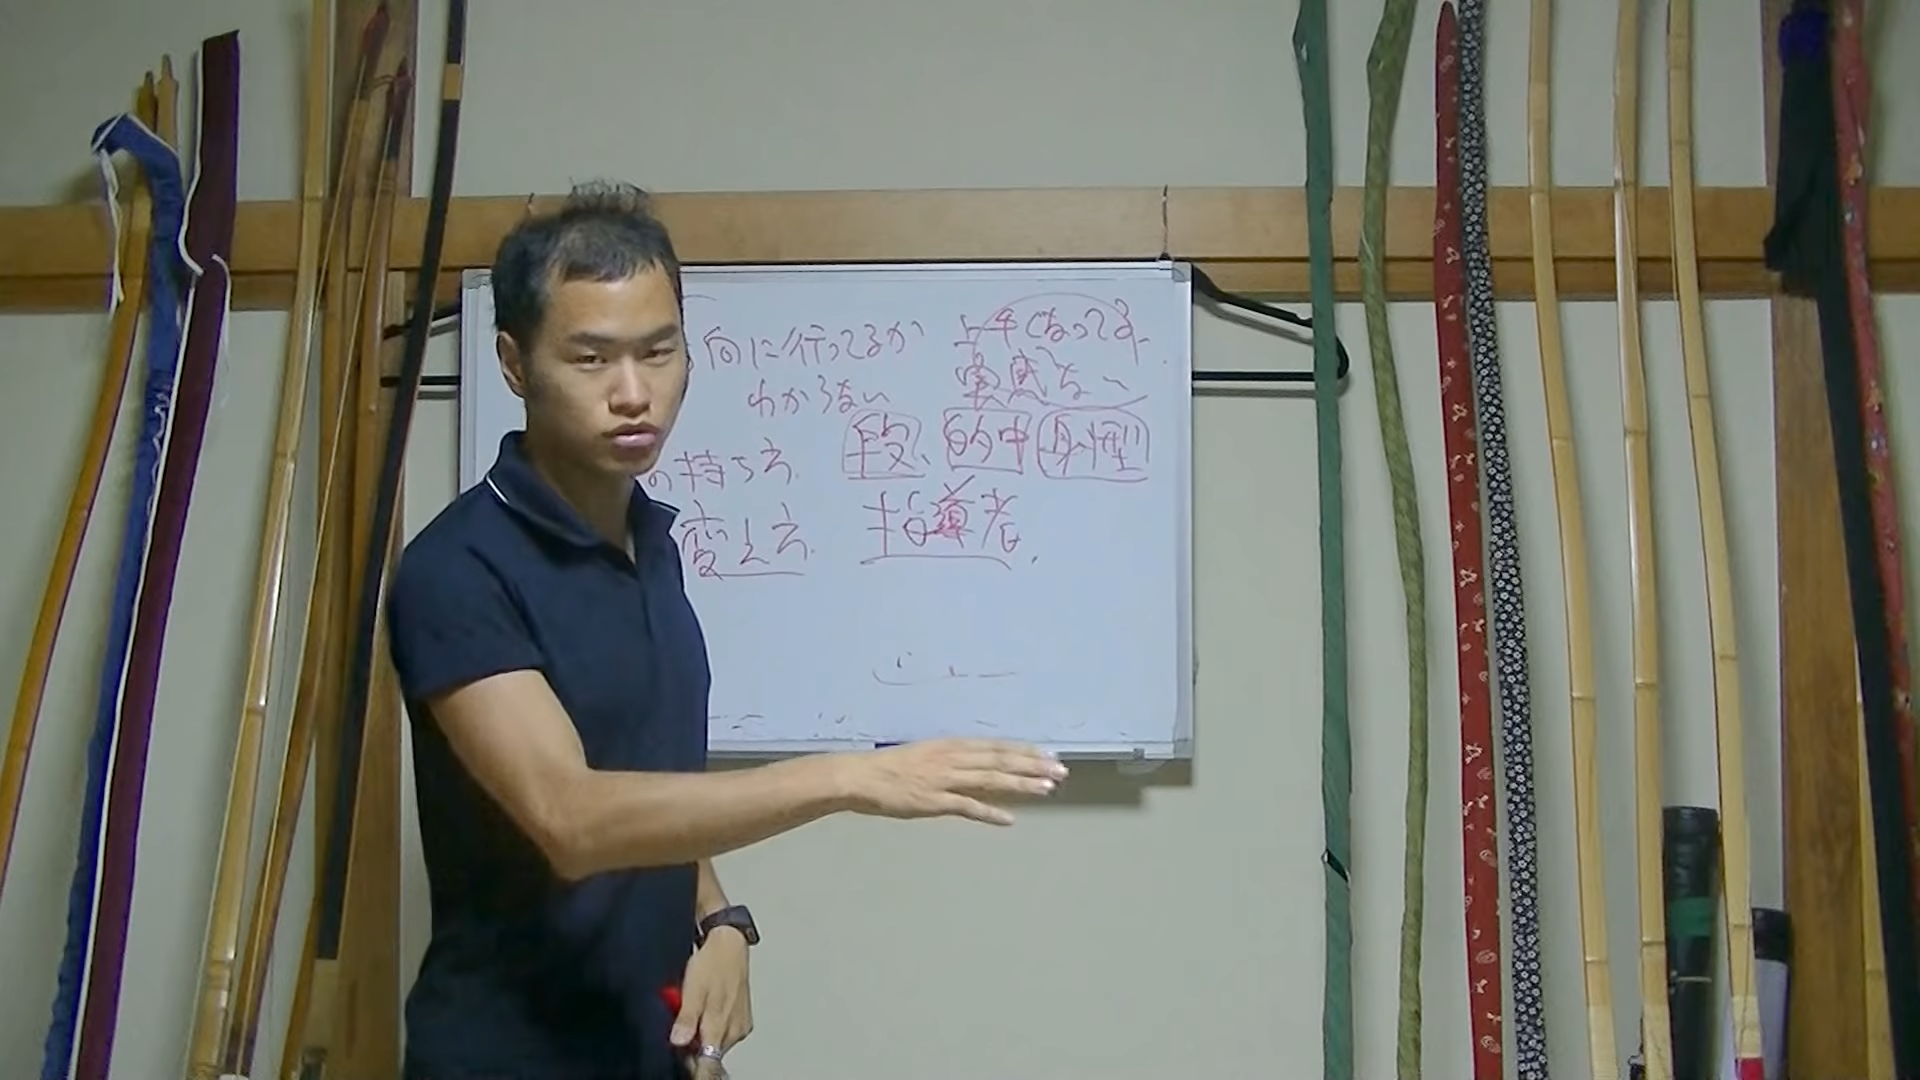 向に行ってるか
わからない
の持ち方.
変え方.
上手くなってる
実感ない
段、的中 射型
指導者.